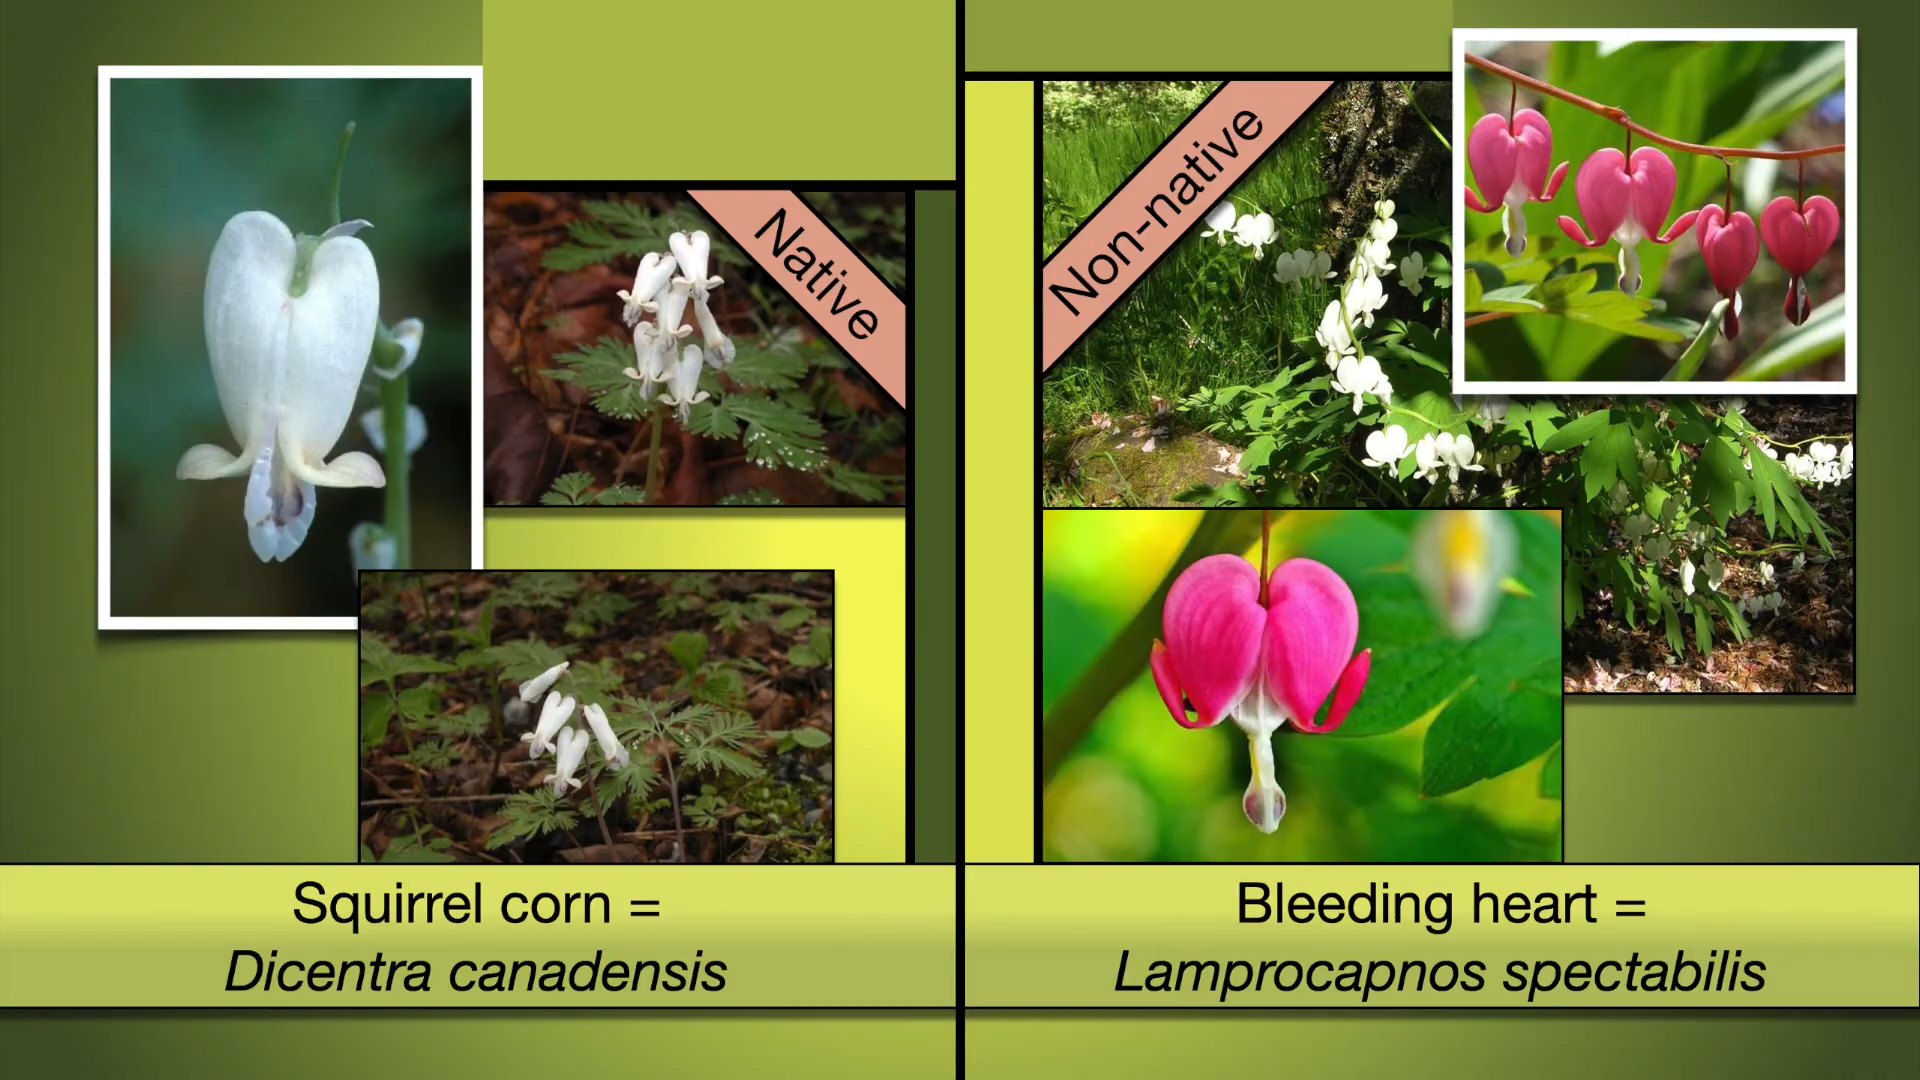 Native
Squirrel corn =
Dicentra canadensis
Non-native
Bleeding heart =
Lamprocapnos spectabilis